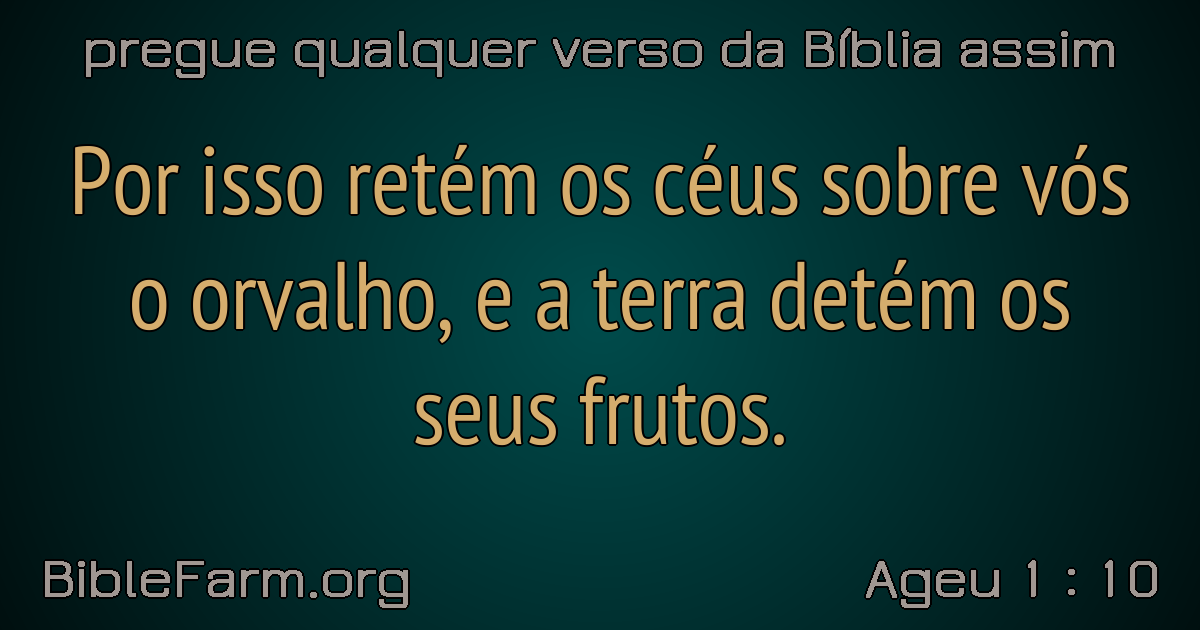 pregue qualquer verso da Bíblia assim
Por isso retém os céus sobre vós
o orvalho, e a terra detém os
seus frutos.
BibleFarm.org
Ageu 1 : 10